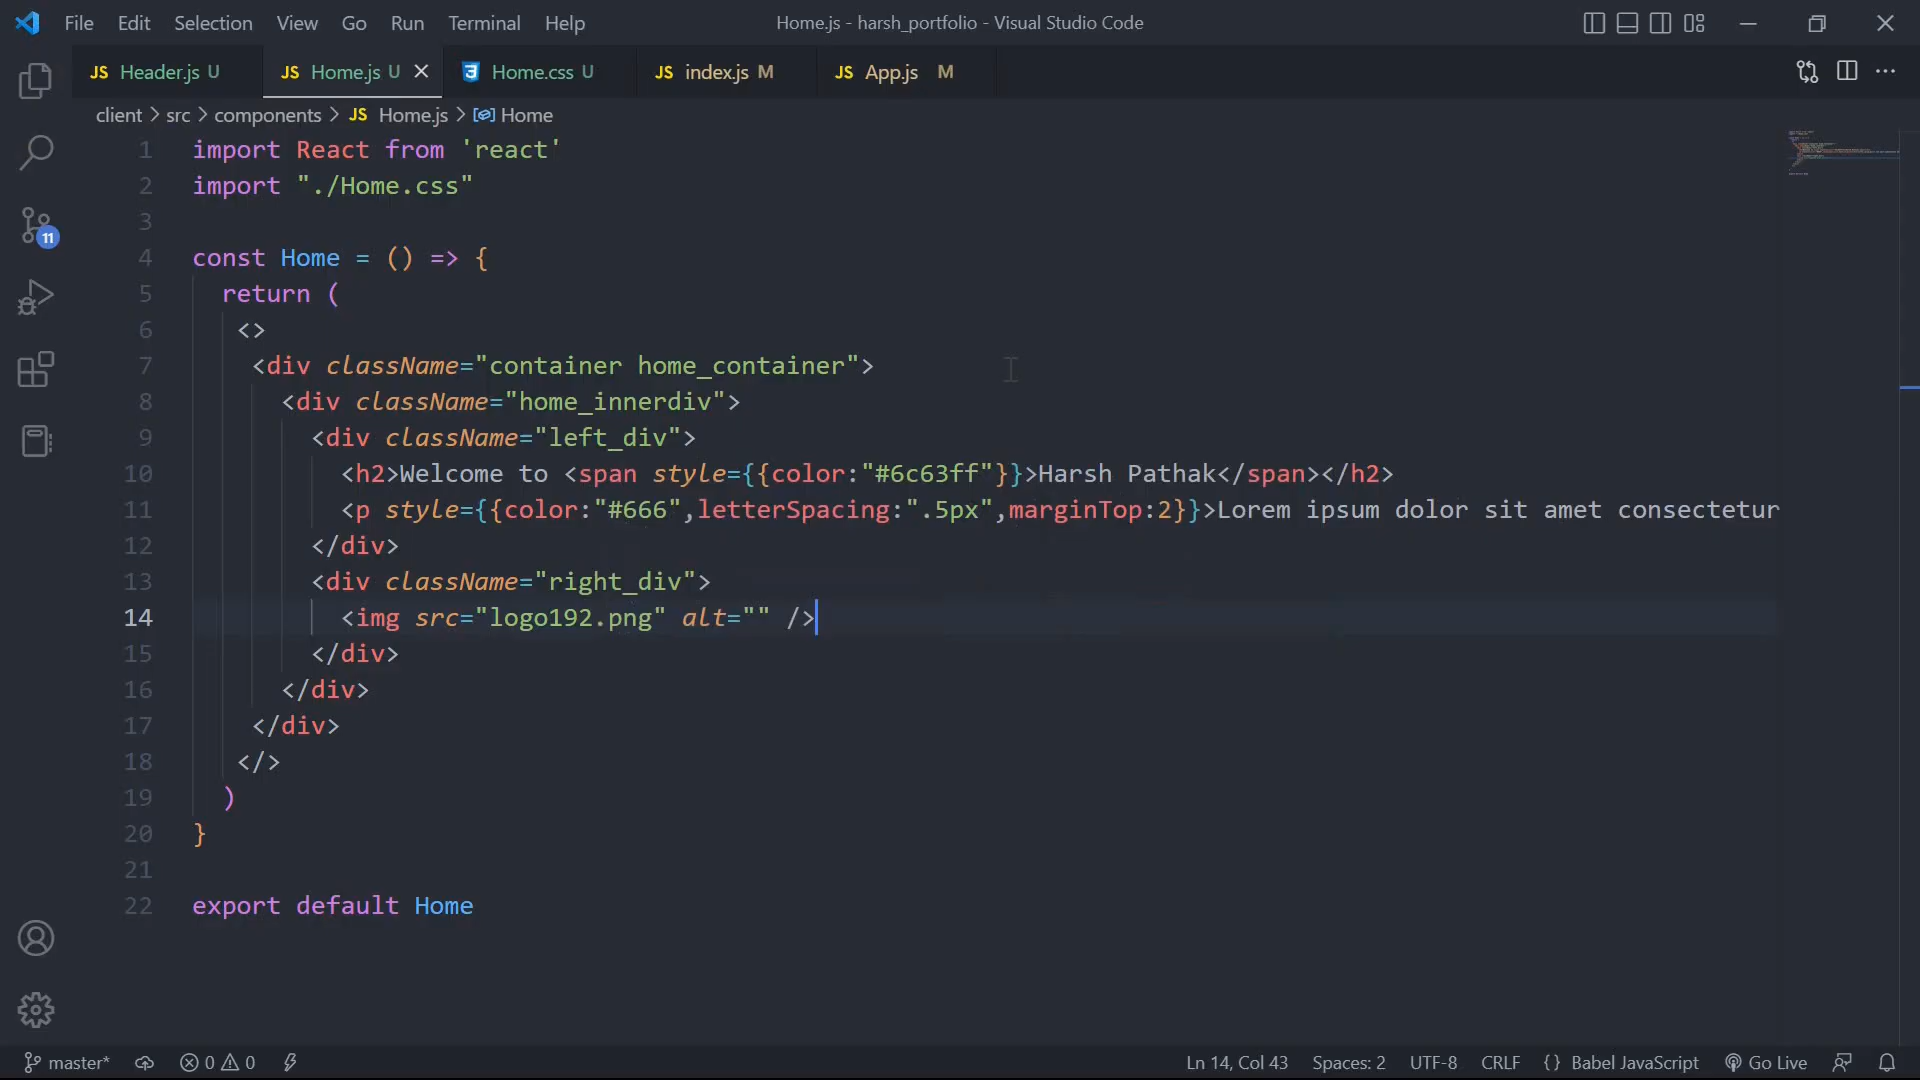 File Edit Selection View Go Run Terminal Help Home.js - harsh_portfolio - Visual Studio Code
JS Header.js U JS Home.js U Home.css U JS index.js M JS App.js M
client > src > components > JS Home.js > Home
1 import React from 'react'
2 import "./Home.css"
3
4 const Home = () => {
5 return (
6 <>
7 <div className="container home_container">
8 <div className="home_innerdiv">
9 <div className="left_div">
10 <h2>Welcome to <span style={{color:"#6c63ff"}}>Harsh Pathak</span></h2>
11 <p style={{color:"#666",letterSpacing:".5px",marginTop:2}}>Lorem ipsum dolor sit amet consectetur
12 </div>
13 <div className="right_div">
14 <img src="logo192.png" alt="" />
15 </div>
16 </div>
17 </div>
18 </>
19 )
20 }
21
22 export default Home
11
master* 0 0 Ln 14, Col 43 Spaces: 2 UTF-8 CRLF {} Babel JavaScript Go Live